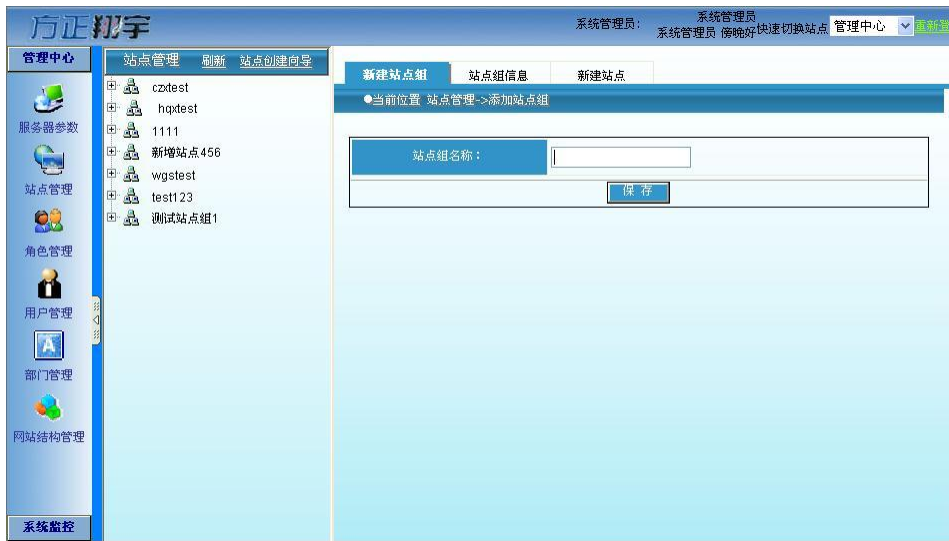 方正翔宇
系统管理员：
系统管理员
系统管理员 傍晚好
快速切换站点
管理中心
重新登
管理中心
服务器参数
站点管理
角色管理
用户管理
部门管理
网站结构管理
系统监控
站点管理 刷新 站点创建向导
czxtest
hqxtest
1111
新增站点456
wgstest
test123
测试站点组1
新建站点组 站点组信息 新建站点
●当前位置 站点管理->添加站点组
站点组名称：
保 存